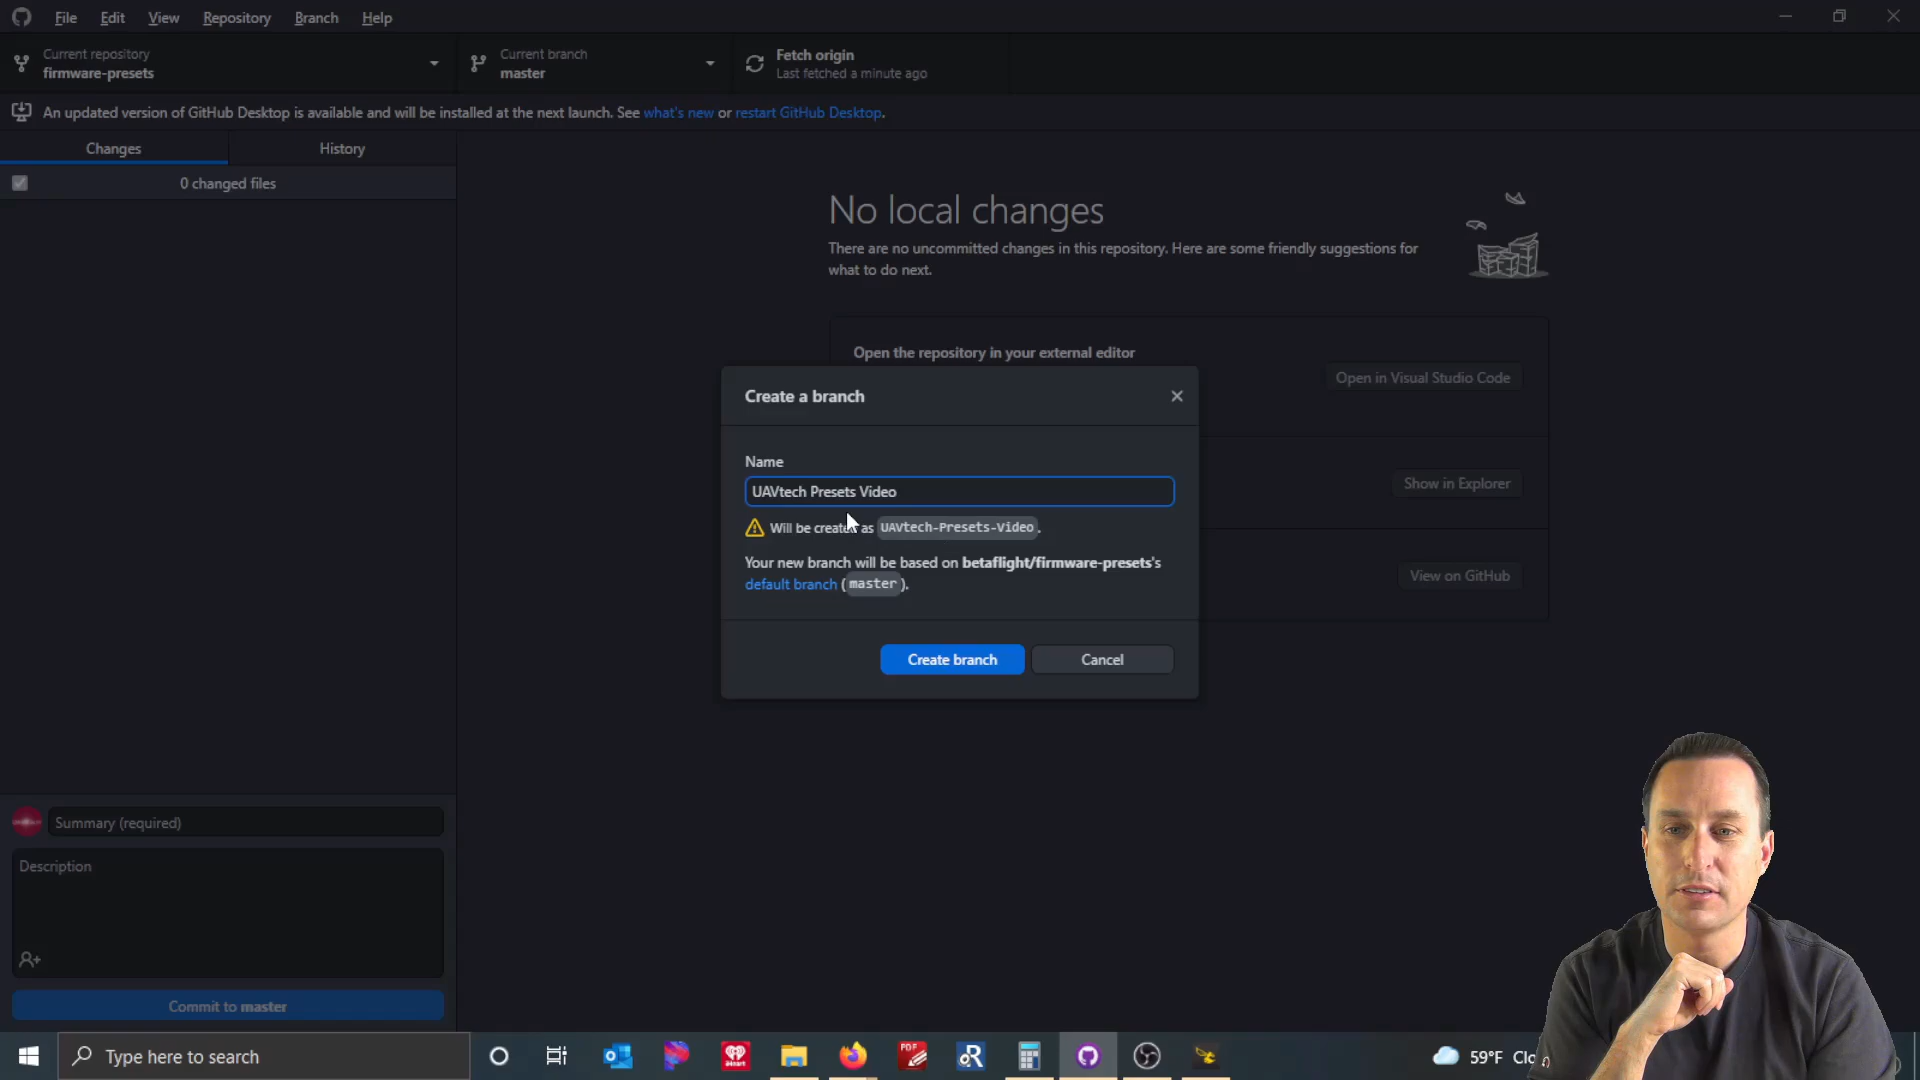 File Edit View Repository Branch Help
Current repository
firmware-presets
Current branch
master
Fetch origin
Last fetched a minute ago
An updated version of GitHub Desktop is available and will be installed at the next launch. See what's new or restart GitHub Desktop.
Changes
History
0 changed files
No local changes
There are no uncommitted changes in this repository. Here are some friendly suggestions for
what to do next.
Open the repository in your external editor
Open in Visual Studio Code
Show in Explorer
View on GitHub
Create a branch
Name
UAVtech Presets Video
Will be created as UAVtech-Presets-Video.
Your new branch will be based on betaflight/firmware-presets's
default branch (master).
Create branch
Cancel
Summary (required)
Description
Commit to master
Type here to search
PDF
R
59°F